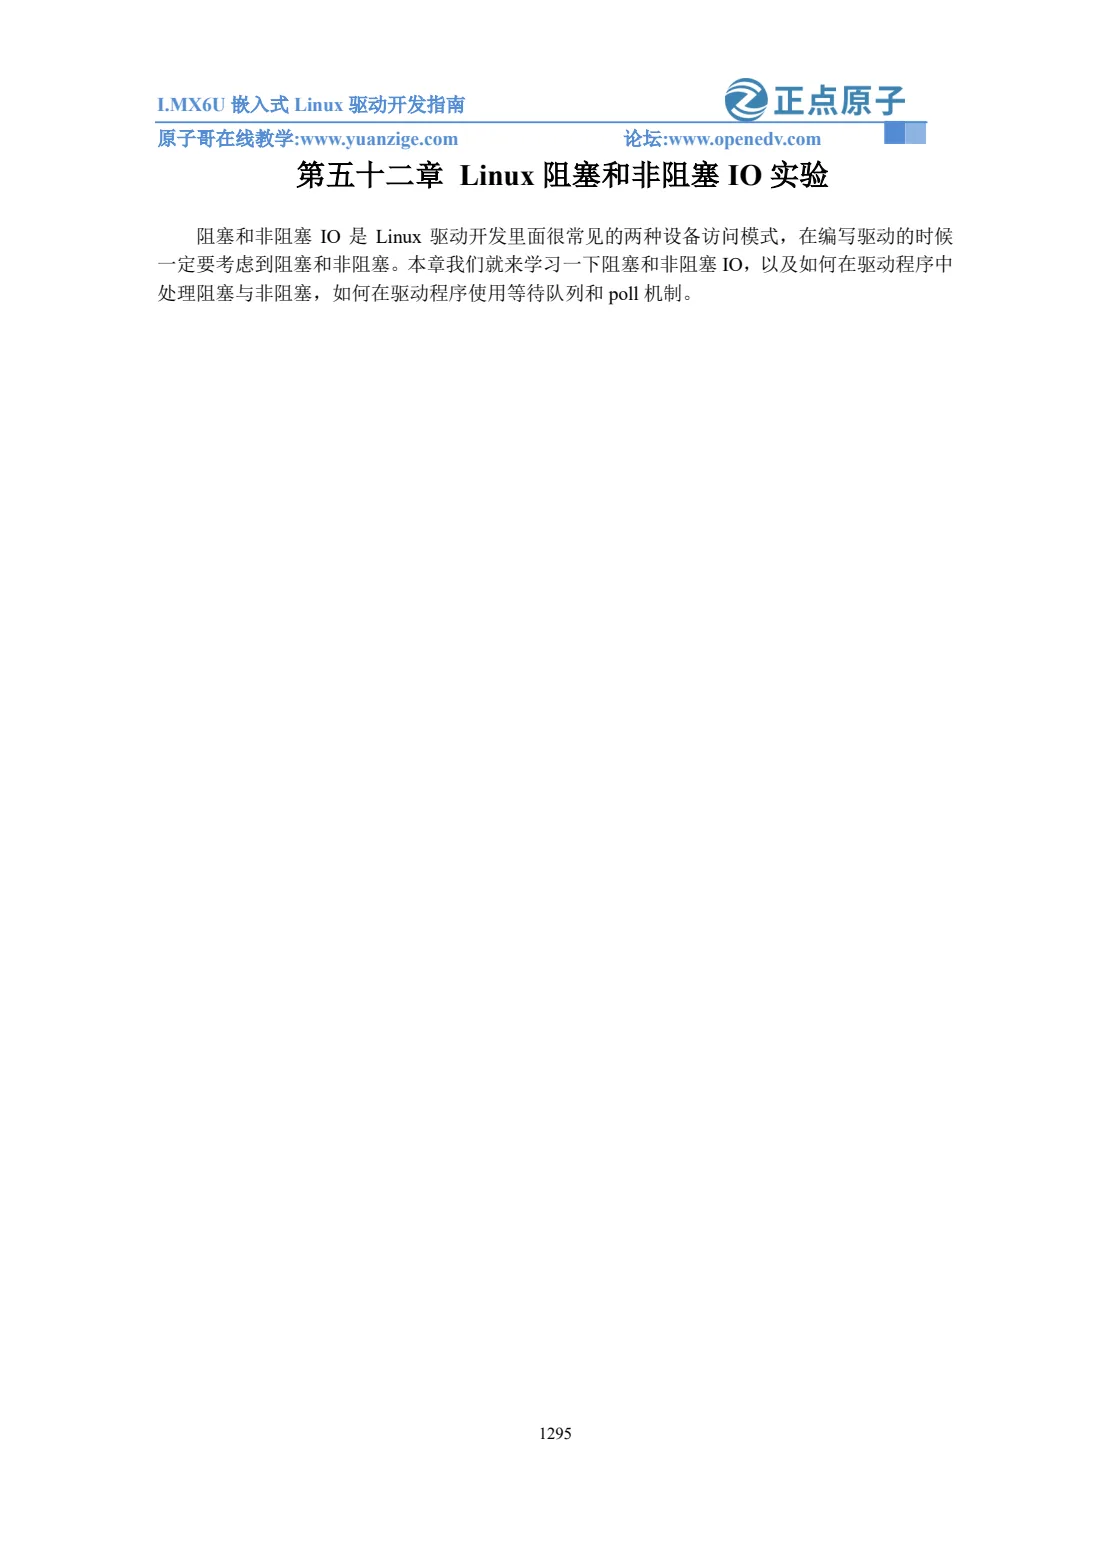 I.MX6U 嵌入式 Linux 驱动开发指南
正点原子
原子哥在线教学:www.yuanzige.com 论坛:www.openedv.com
第五十二章 Linux 阻塞和非阻塞 IO 实验
阻塞和非阻塞 IO 是 Linux 驱动开发里面很常见的两种设备访问模式，在编写驱动的时候
一定要考虑到阻塞和非阻塞。本章我们就来学习一下阻塞和非阻塞 IO，以及如何在驱动程序中
处理阻塞与非阻塞，如何在驱动程序使用等待队列和 poll 机制。
1295